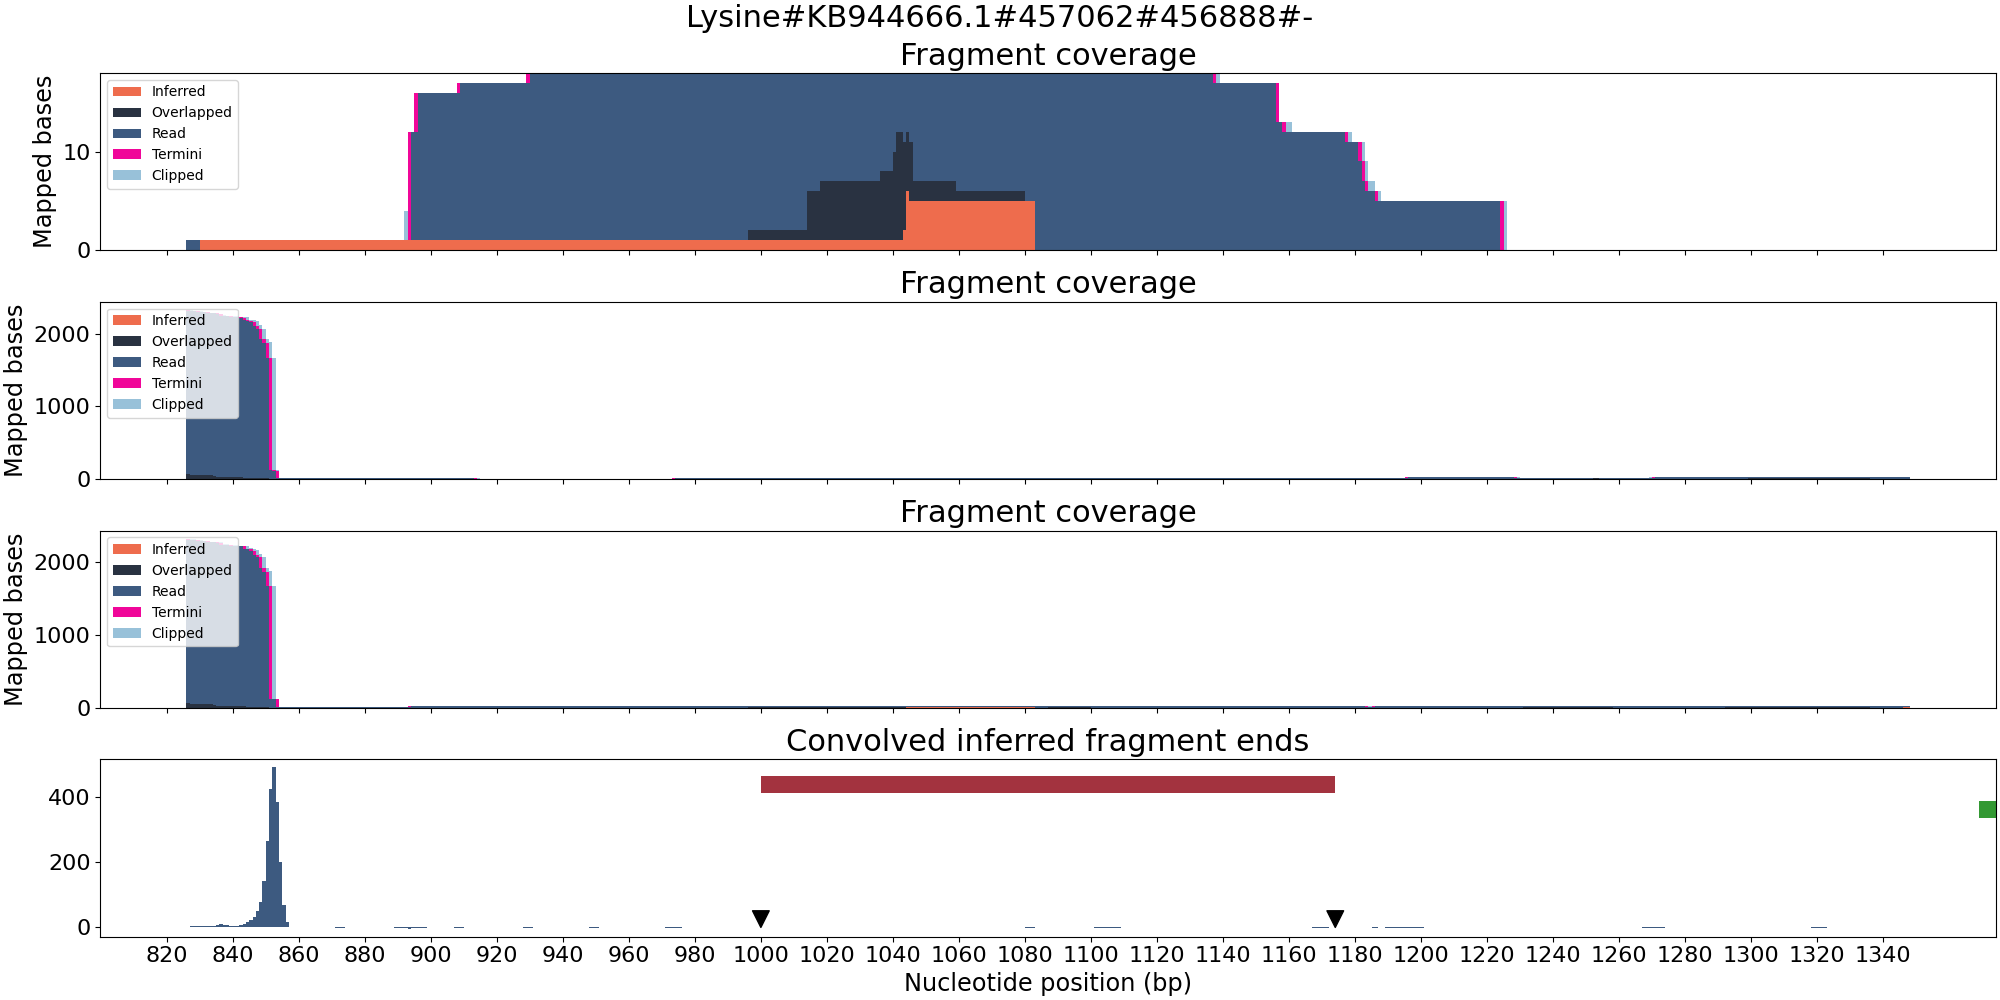 Lysine#KB944666.1#457062#456888#-
Fragment coverage
Mapped bases
10
0
Inferred
Overlapped
Read
Termini
Clipped
Fragment coverage
Mapped bases
2000
1000
0
Inferred
Overlapped
Read
Termini
Clipped
Fragment coverage
Mapped bases
2000
1000
0
Inferred
Overlapped
Read
Termini
Clipped
Convolved inferred fragment ends
400
200
0
820 840 860 880 900 920 940 960 980 1000 1020 1040 1060 1080 1100 1120 1140 1160 1180 1200 1220 1240 1260 1280 1300 1320 1340
Nucleotide position (bp)